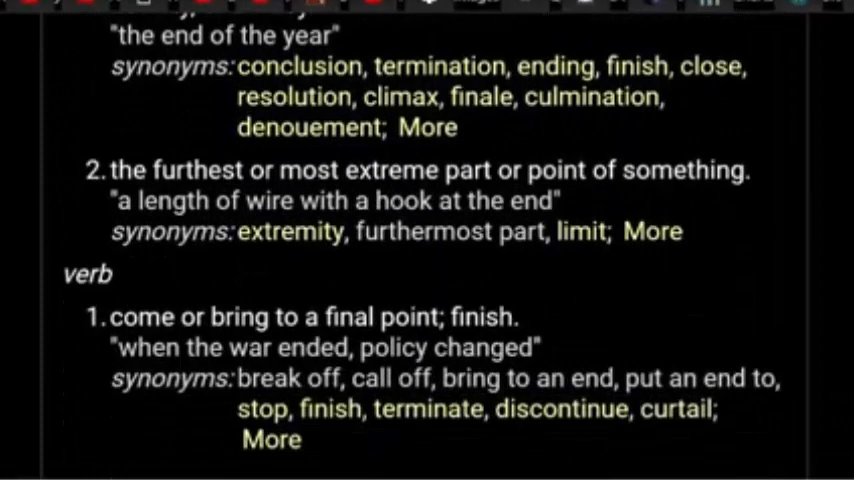 "the end of the year"
synonyms: conclusion, termination, ending, finish, close,
resolution, climax, finale, culmination,
denouement; More
2. the furthest or most extreme part or point of something.
"a length of wire with a hook at the end"
synonyms: extremity, furthermost part, limit; More
verb
1. come or bring to a final point; finish.
"when the war ended, policy changed"
synonyms: break off, call off, bring to an end, put an end to,
stop, finish, terminate, discontinue, curtail;
More